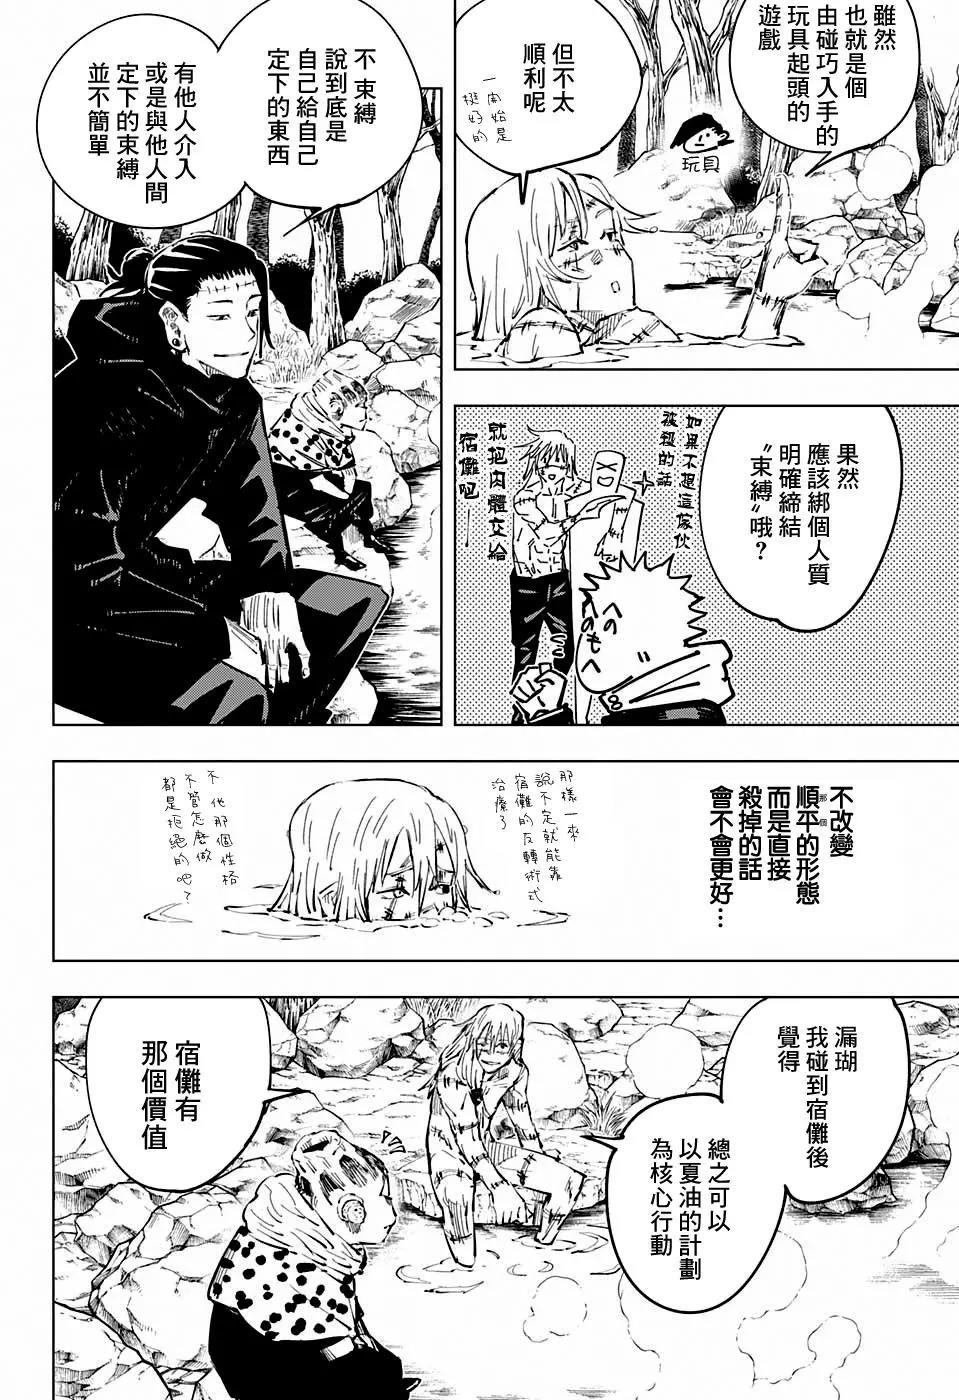 雖然
也就是個
由碰巧入手的
玩具起頭的
遊戲
玩具
但不太
順利呢
一開始是
挺好的
不 束縛
說到底是
自己給自己
定下的東西
有他人介入
或是與他人間
定下的束縛
並不簡單
果然
應該綁個人質
明確締結
〝束縛〞哦?
如果不想這傢伙
被殺的話
就把肉體交給
宿儺吧
へのへのもへ
不改變
順平的形態
那個
而是直接
殺掉的話
會不會更好…
那樣一來
說不定就能靠
宿儺的反轉術式
治療了
不 他那個性格
不管怎麼做
都是拒絕的吧?
漏瑚
我碰到宿儺後
覺得
總之可以
以夏油的計劃
為核心行動
宿儺有
那個價值